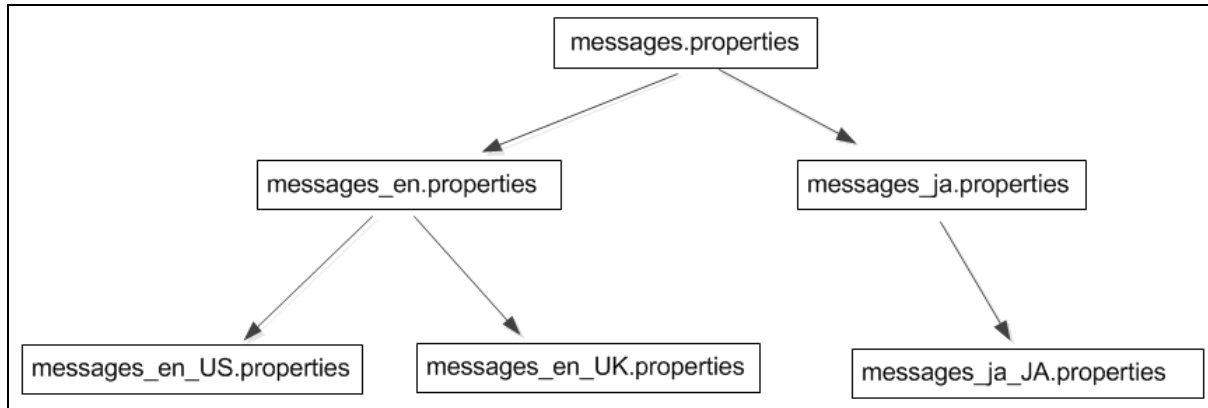 messages.properties
messages_en.properties
messages_ja.properties
messages_en_US.properties
messages_en_UK.properties
messages_ja_JA.properties